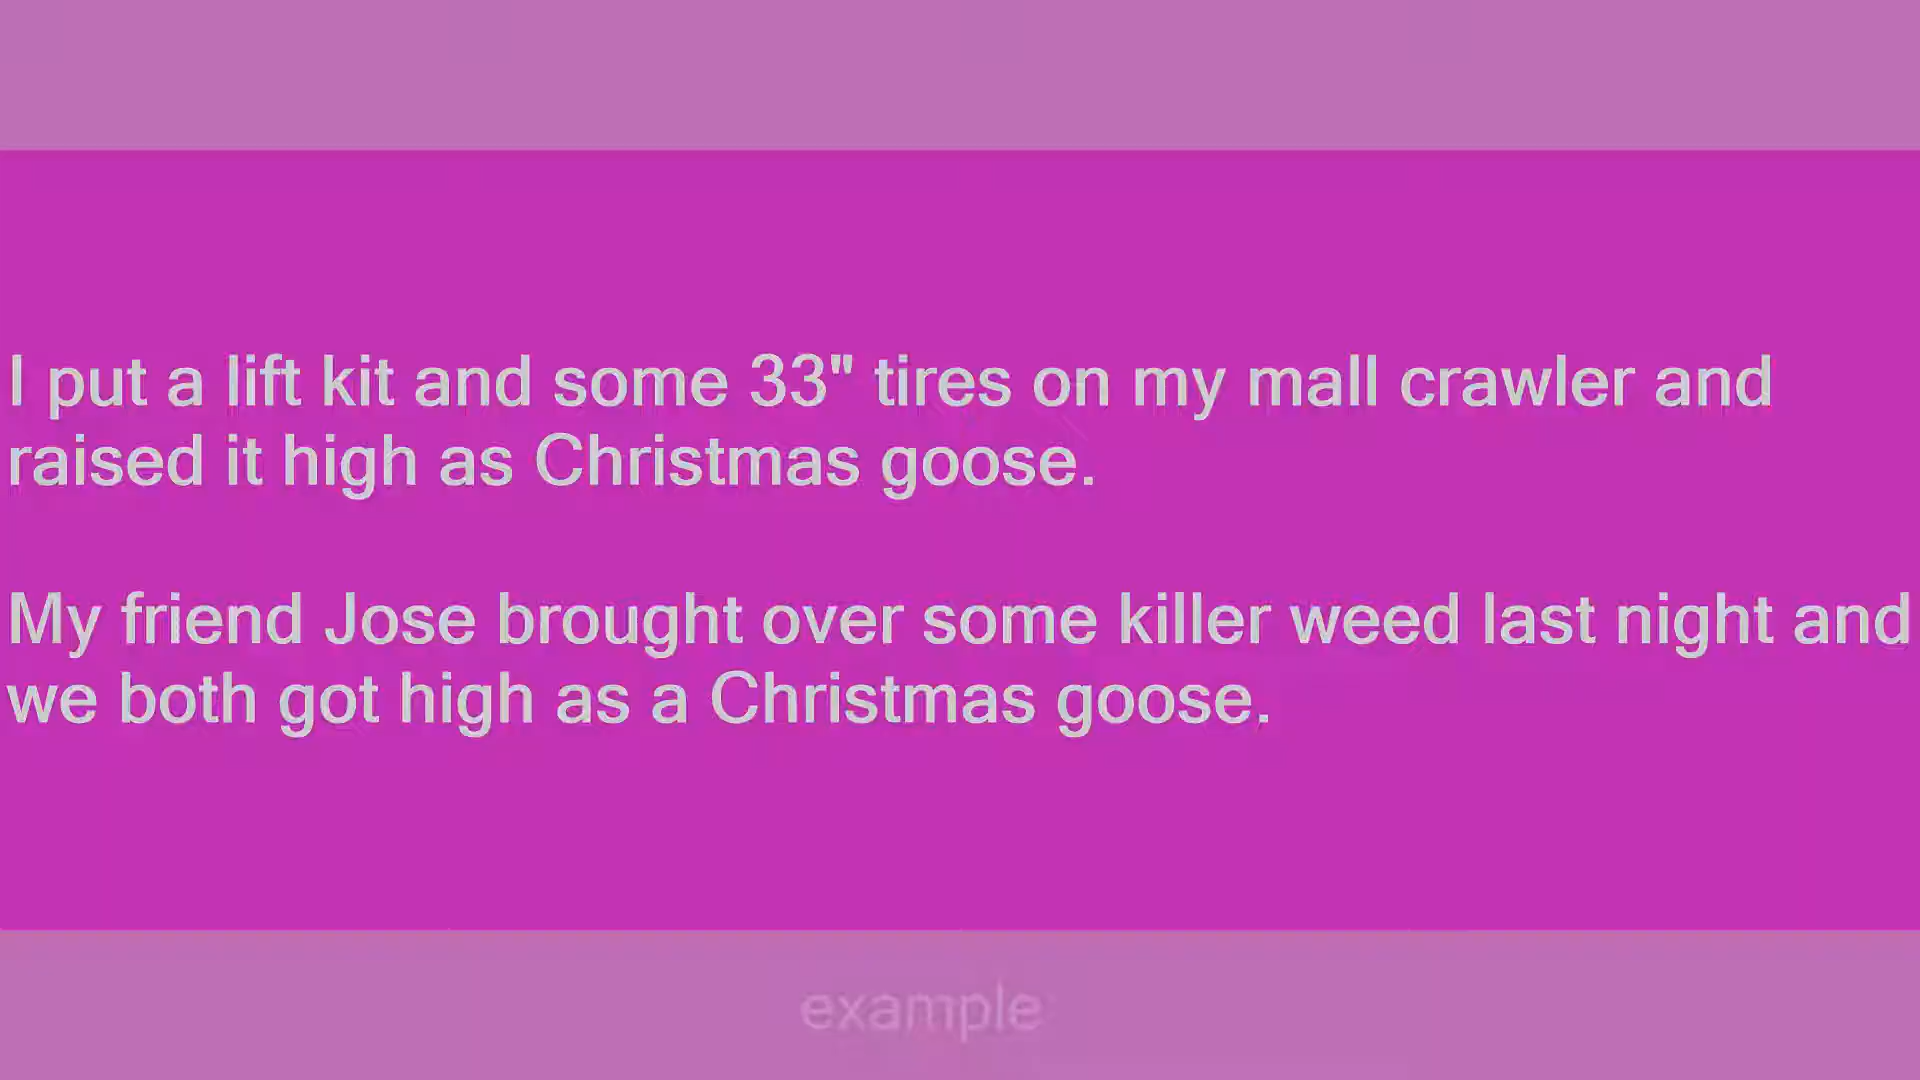 I put a lift kit and some 33" tires on my mall crawler and
raised it high as Christmas goose.
My friend Jose brought over some killer weed last night and
we both got high as a Christmas goose.
example